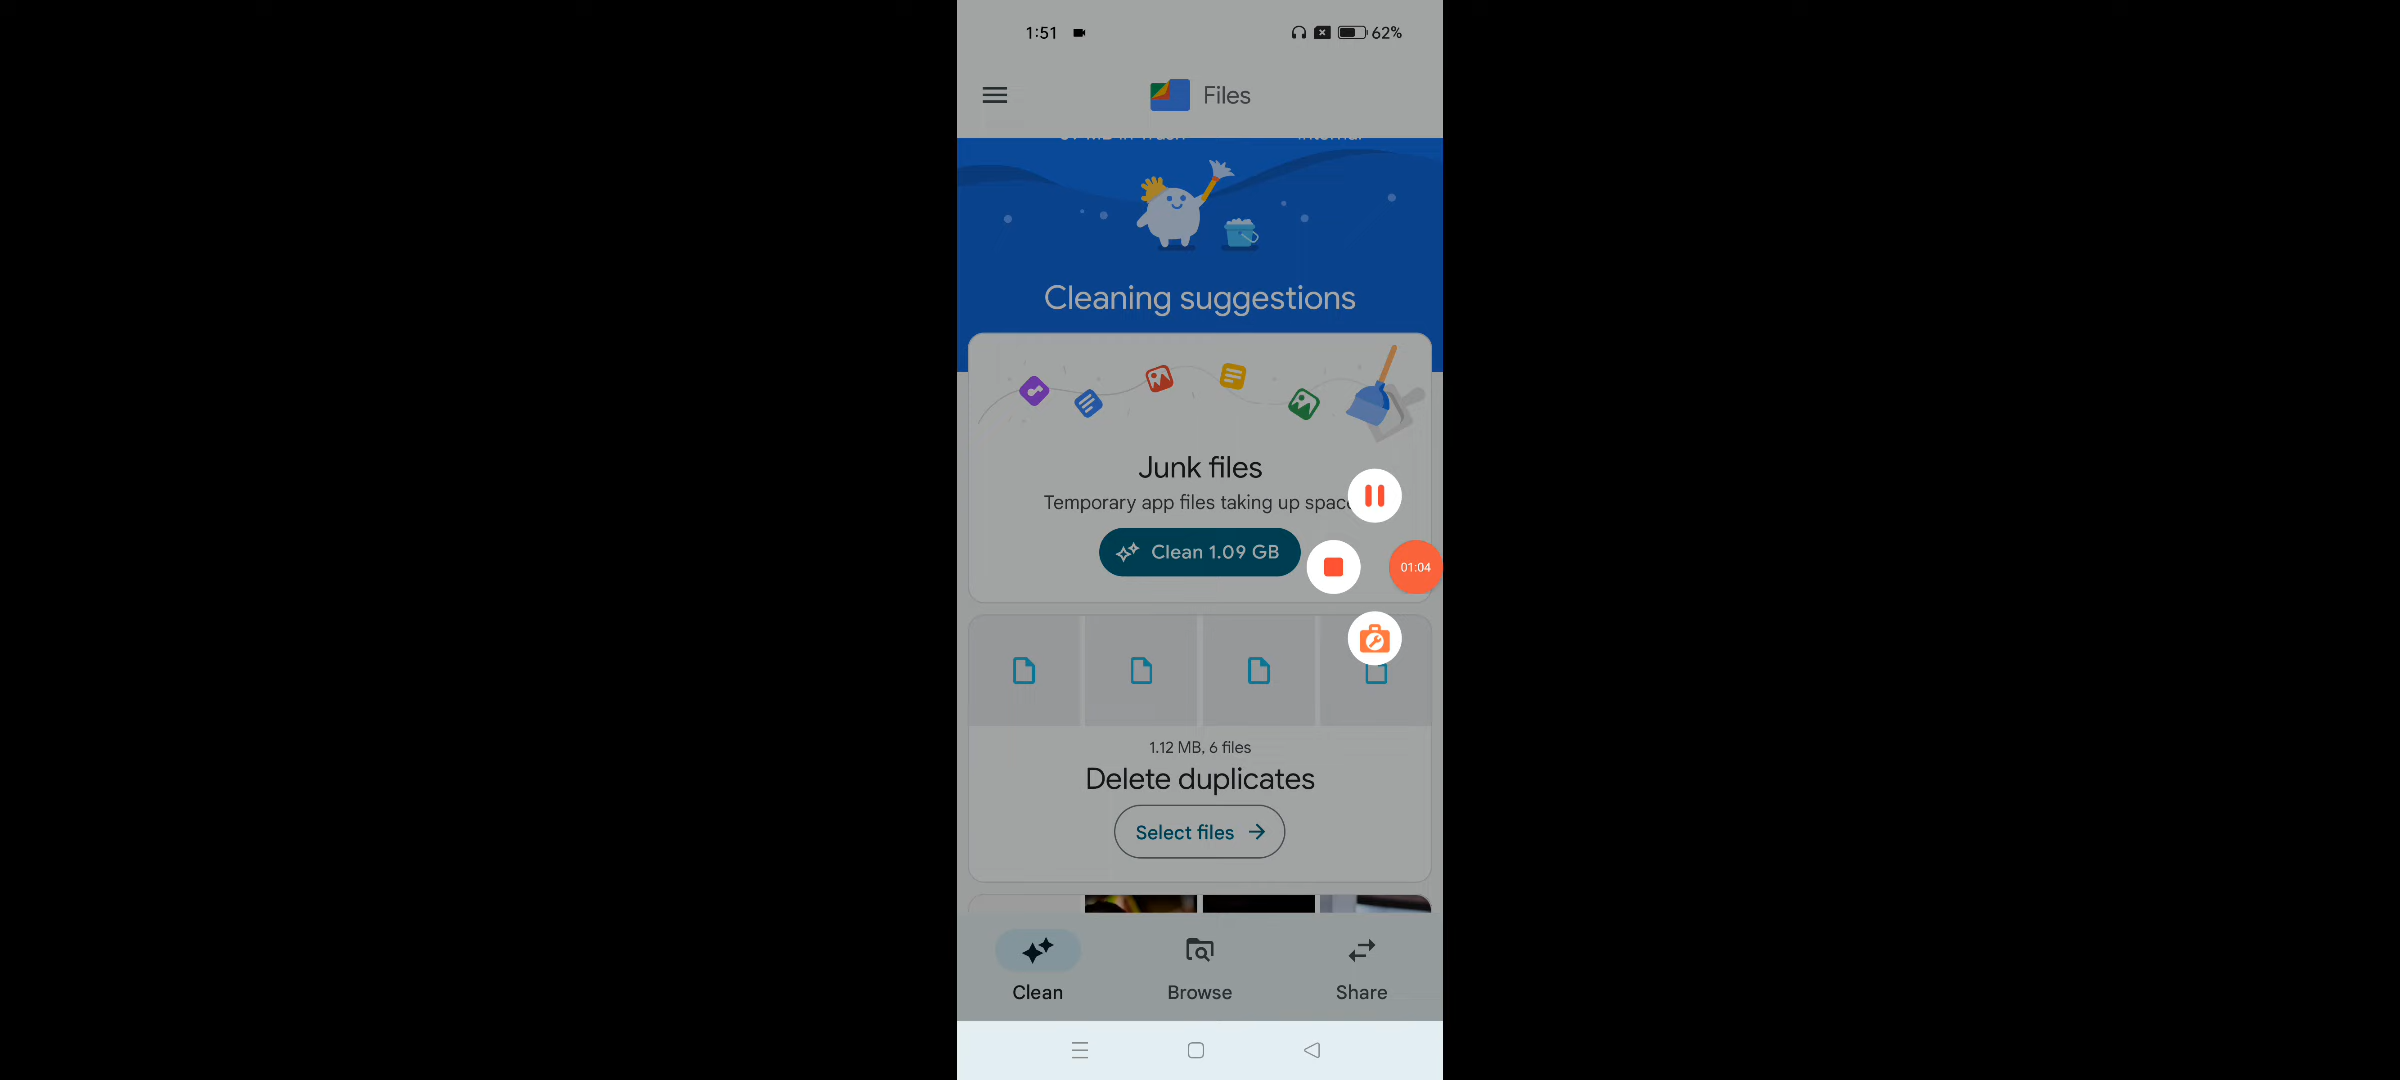 1:51
62%
Files
Cleaning suggestions
Junk files
Temporary app files taking up space
Clean 1.09 GB
01:04
1.12 MB, 6 files
Delete duplicates
Select files
Clean
Browse
Share